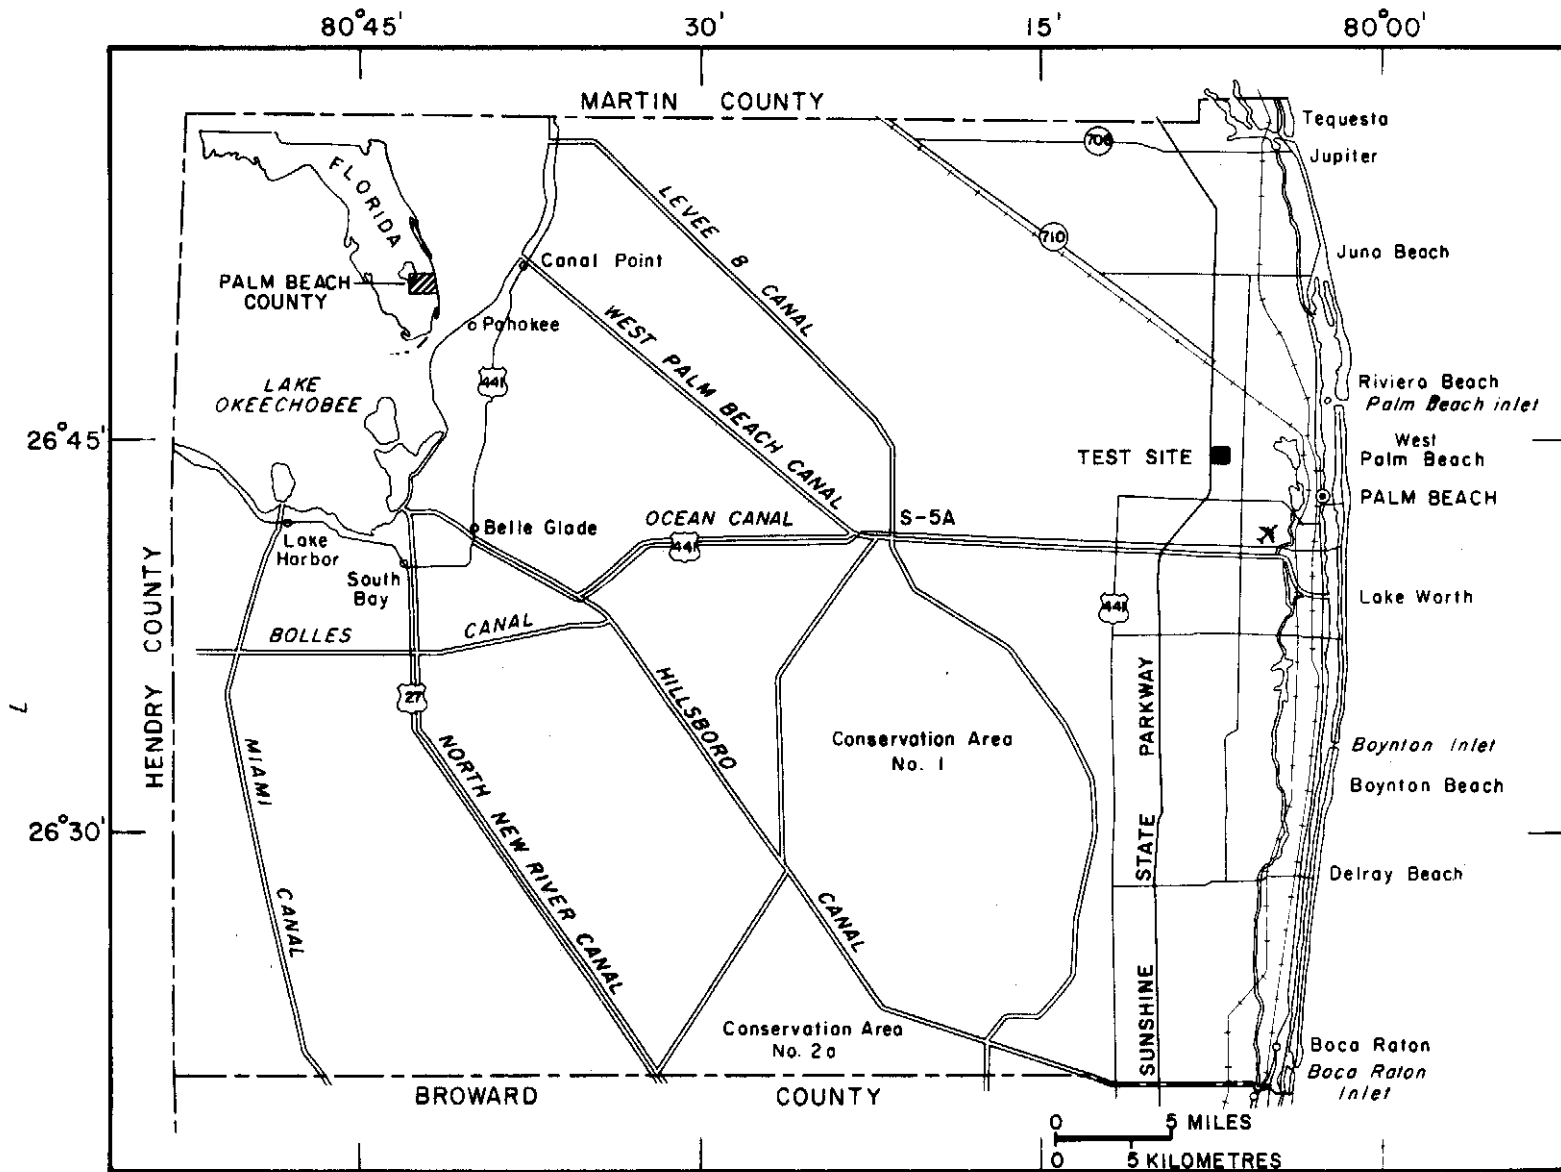 80°45'
30'
15'
80°00'
MARTIN COUNTY
Tequesta
706
Jupiter
FLORIDA
LEVEE 8 CANAL
710
Juno Beach
Canal Point
PALM BEACH
COUNTY
Pahokee
WEST PALM BEACH CANAL
441
LAKE
OKEECHOBEE
Riviera Beach
Palm Beach inlet
26°45'
West
Palm Beach
TEST SITE
PALM BEACH
S-5A
OCEAN CANAL
Belle Glade
441
Lake
Harbor
South
Bay
441
Lake Worth
BOLLES CANAL
HENDRY COUNTY
27
HILLSBORO CANAL
SUNSHINE STATE PARKWAY
7
Conservation Area
No. 1
Boynton Inlet
MIAMI CANAL
NORTH NEW RIVER CANAL
Boynton Beach
26°30'
Delray Beach
Conservation Area
No. 2a
Boca Raton
Boca Raton
Inlet
BROWARD COUNTY
0 5 MILES
0 5 KILOMETRES